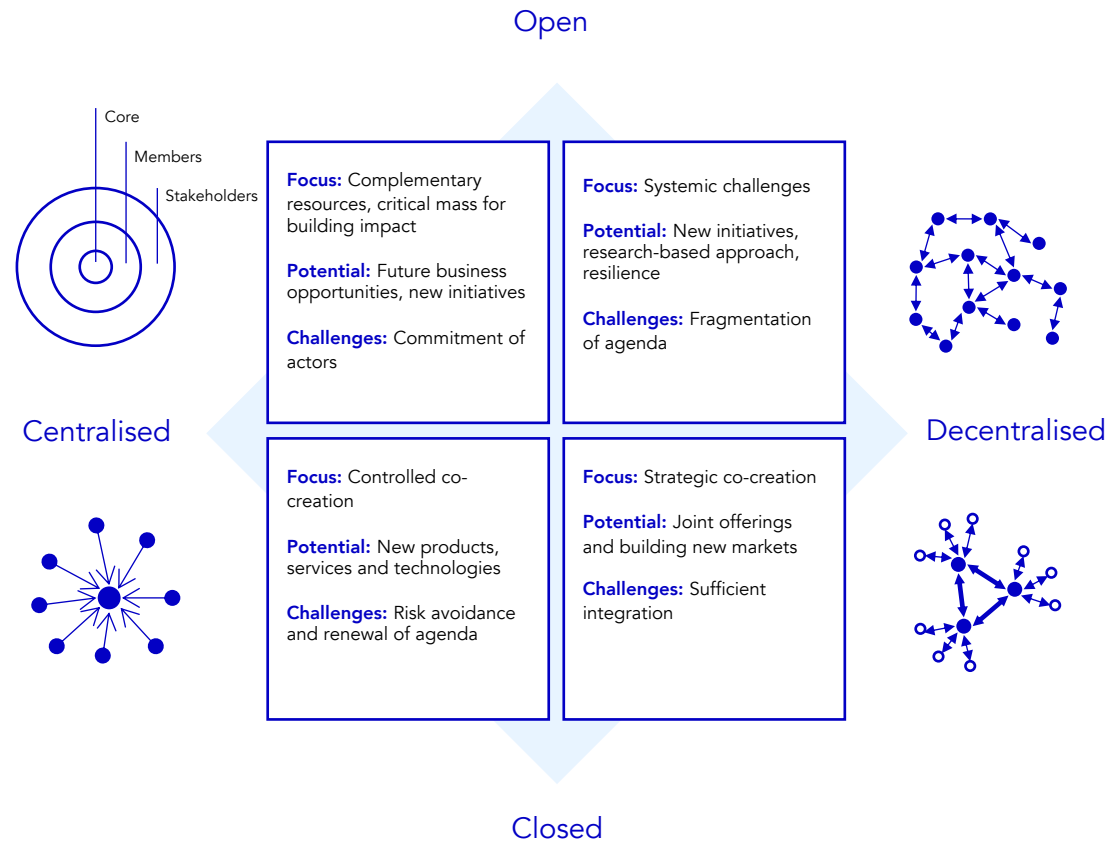 Open
Core
Members
Stakeholders
Focus: Complementary
resources, critical mass for
building impact
Potential: Future business
opportunities, new initiatives
Challenges: Commitment of
actors
Focus: Systemic challenges
Potential: New initiatives,
research-based approach,
resilience
Challenges: Fragmentation
of agenda
Centralised
Decentralised
Focus: Controlled co-
creation
Potential: New products,
services and technologies
Challenges: Risk avoidance
and renewal of agenda
Focus: Strategic co-creation
Potential: Joint offerings
and building new markets
Challenges: Sufficient
integration
Closed